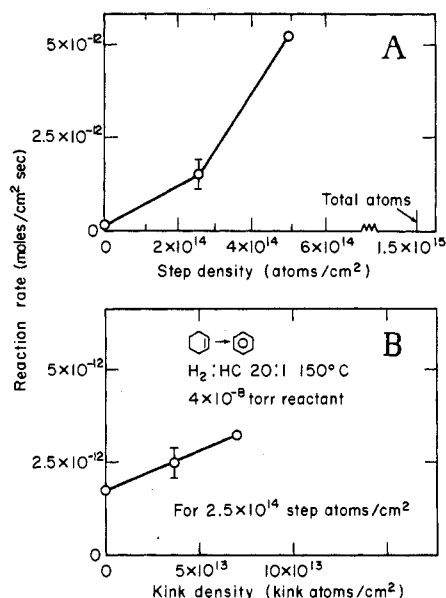 A
5×10⁻¹²
2.5×10⁻¹²
0
Total atoms
0 2×10¹⁴ 4×10¹⁴ 6×10¹⁴ 1.5×10¹⁵
Step density (atoms/cm²)
Reaction rate (moles/cm² sec)
B
H₂:HC 20:1 150°C
4×10⁻⁸ torr reactant
5×10⁻¹²
2.5×10⁻¹²
For 2.5×10¹⁴ step atoms/cm²
0
0 5×10¹³ 10×10¹³
Kink density (kink atoms/cm²)